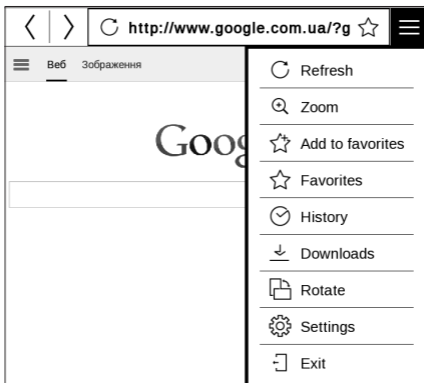 http://www.google.com.ua/?g
Веб Зображення
Goog
Refresh
Zoom
Add to favorites
Favorites
History
Downloads
Rotate
Settings
Exit